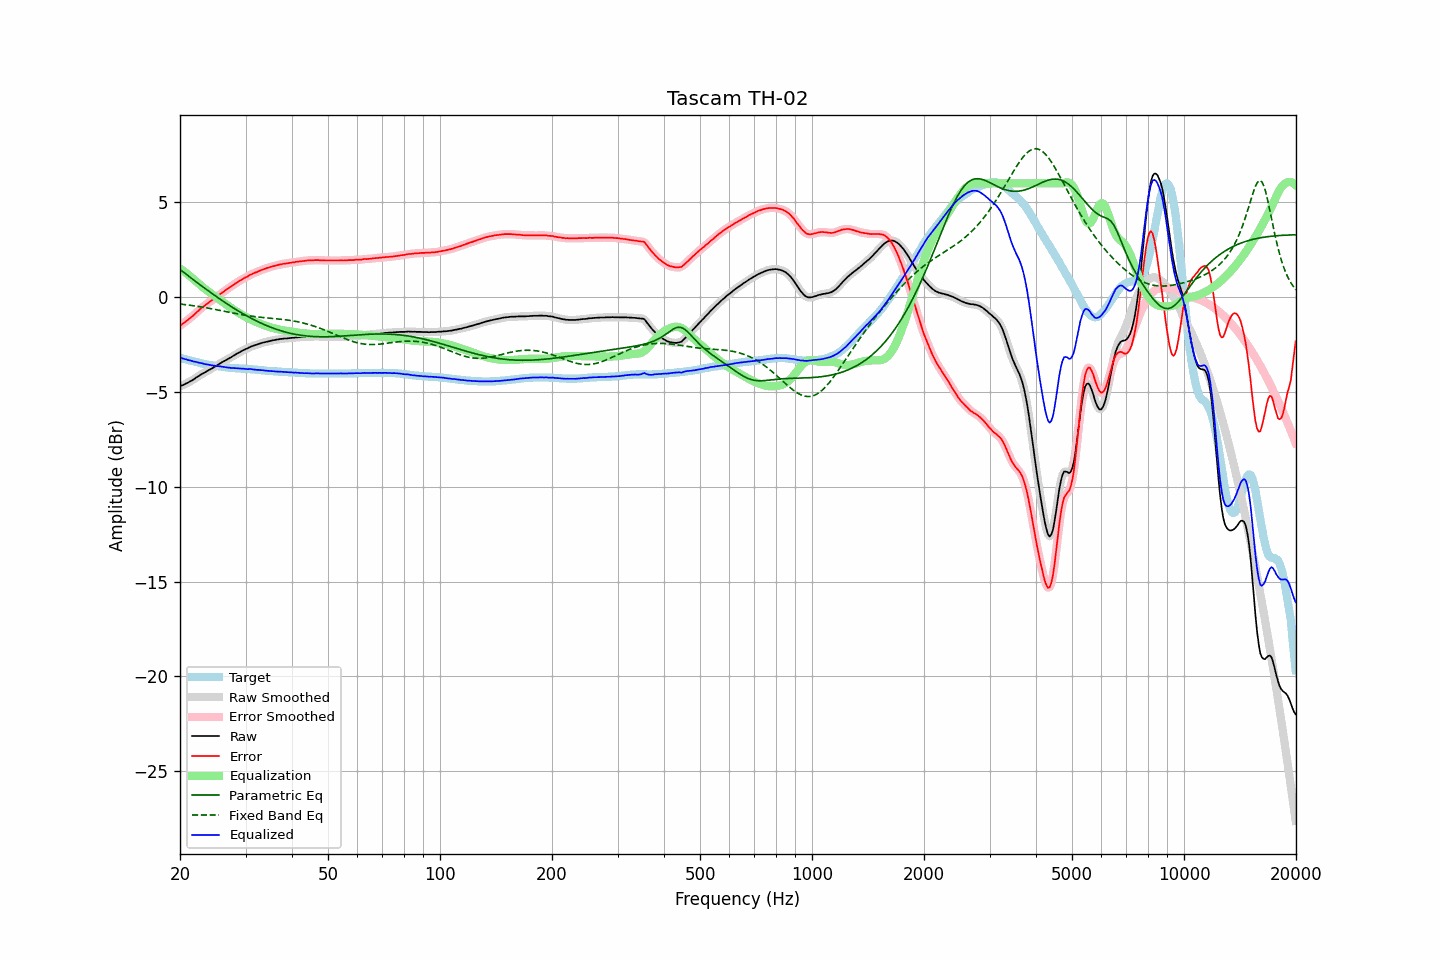 Tascam TH-02
Amplitude (dBr)
5
0
−5
−10
−15
−20
−25
Target
Raw Smoothed
Error Smoothed
Raw
Error
Equalization
Parametric Eq
Fixed Band Eq
Equalized
20 50 100 200 500 1000 2000 5000 10000 20000
Frequency (Hz)